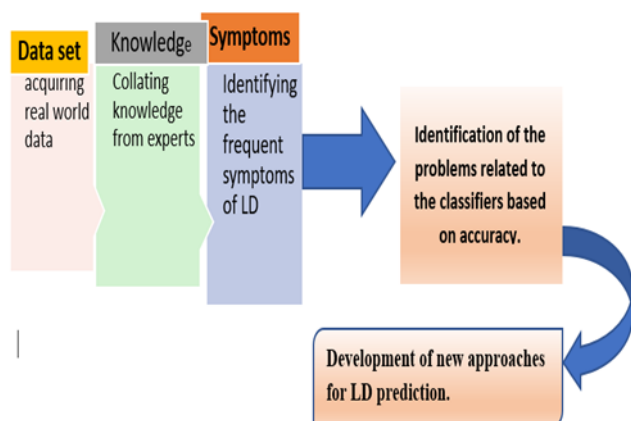 Data set
acquiring
real world
data
Knowledge
Collating
knowledge
from experts
Symptoms
Identifying
the
frequent
symptoms
of LD
Identification of the
problems related to
the classifiers based
on accuracy.
Development of new approaches
for LD prediction.